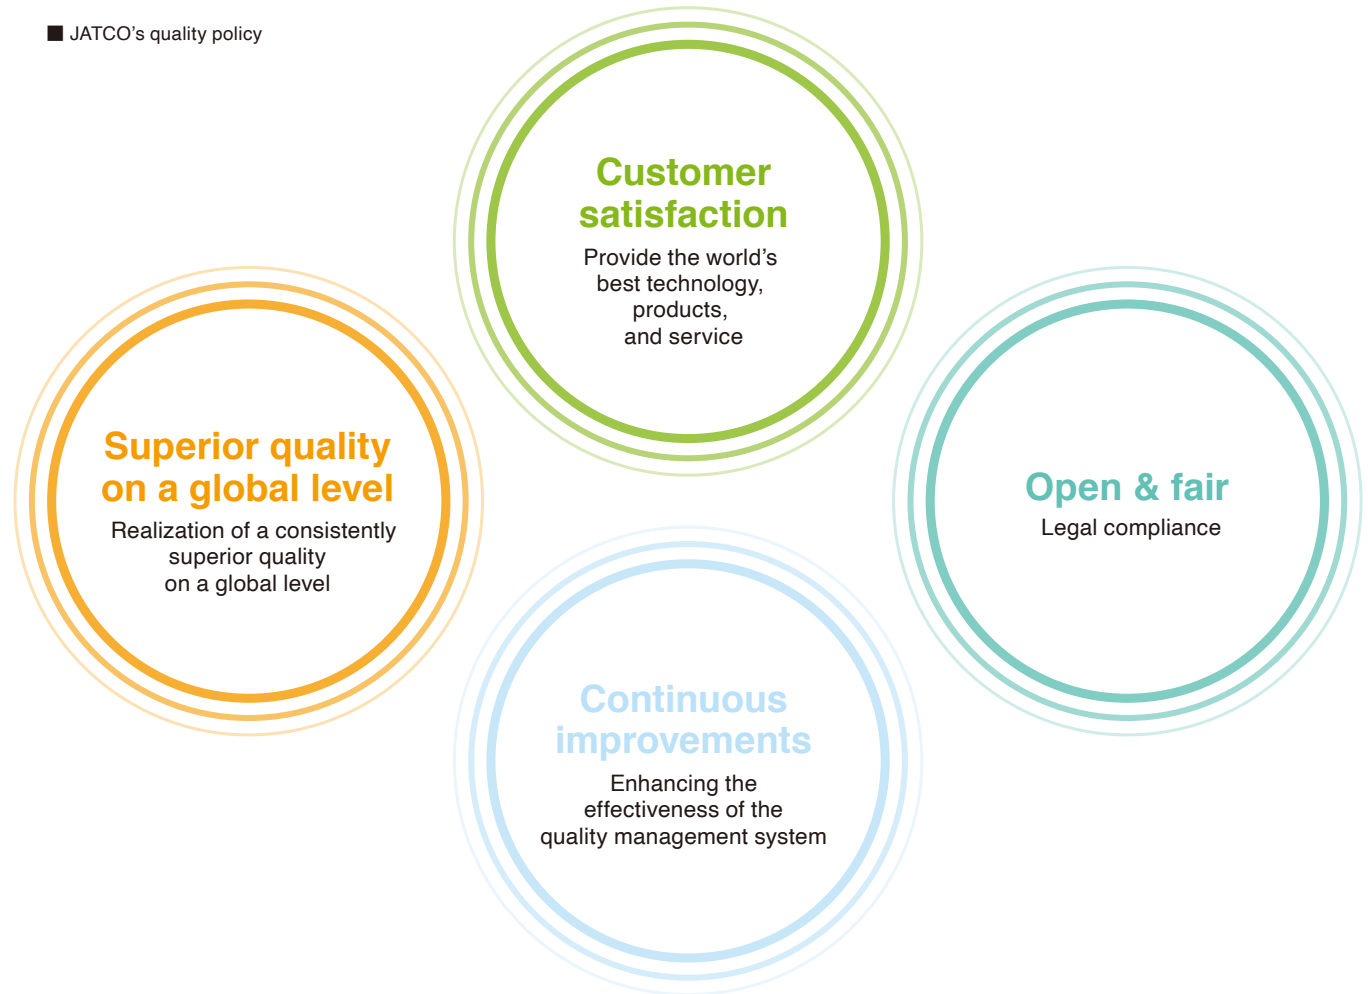 ■ JATCO’s quality policy
Customer
satisfaction
Provide the world’s
best technology,
products,
and service
Superior quality
on a global level
Realization of a consistently
superior quality
on a global level
Open & fair
Legal compliance
Continuous
improvements
Enhancing the
effectiveness of the
quality management system